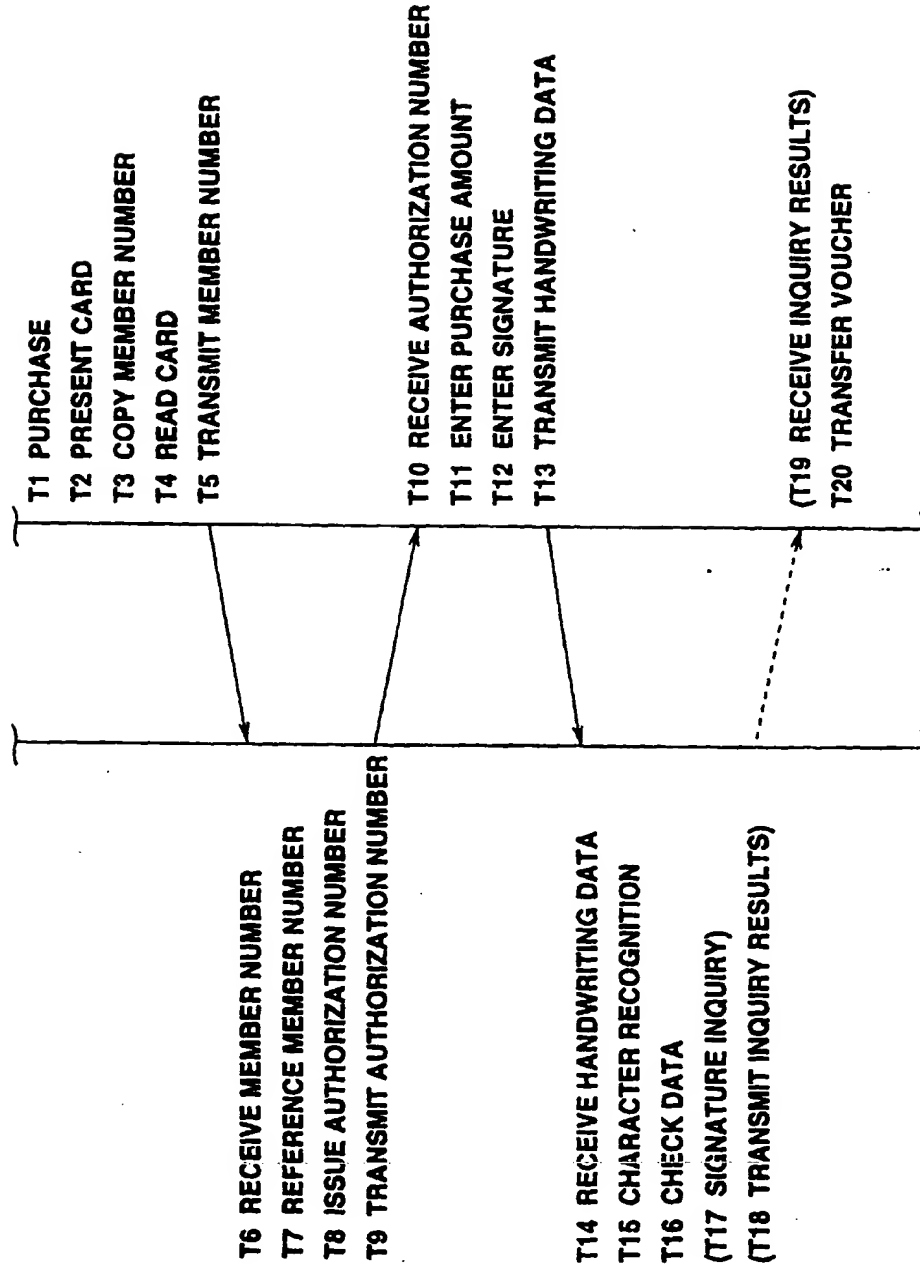 T1 PURCHASE
T2 PRESENT CARD
T3 COPY MEMBER NUMBER
T4 READ CARD
T5 TRANSMIT MEMBER NUMBER
T6 RECEIVE MEMBER NUMBER
T7 REFERENCE MEMBER NUMBER
T8 ISSUE AUTHORIZATION NUMBER
T9 TRANSMIT AUTHORIZATION NUMBER
T10 RECEIVE AUTHORIZATION NUMBER
T11 ENTER PURCHASE AMOUNT
T12 ENTER SIGNATURE
T13 TRANSMIT HANDWRITING DATA
T14 RECEIVE HANDWRITING DATA
T15 CHARACTER RECOGNITION
T16 CHECK DATA
(T17 SIGNATURE INQUIRY)
(T18 TRANSMIT INQUIRY RESULTS)
(T19 RECEIVE INQUIRY RESULTS)
T20 TRANSFER VOUCHER